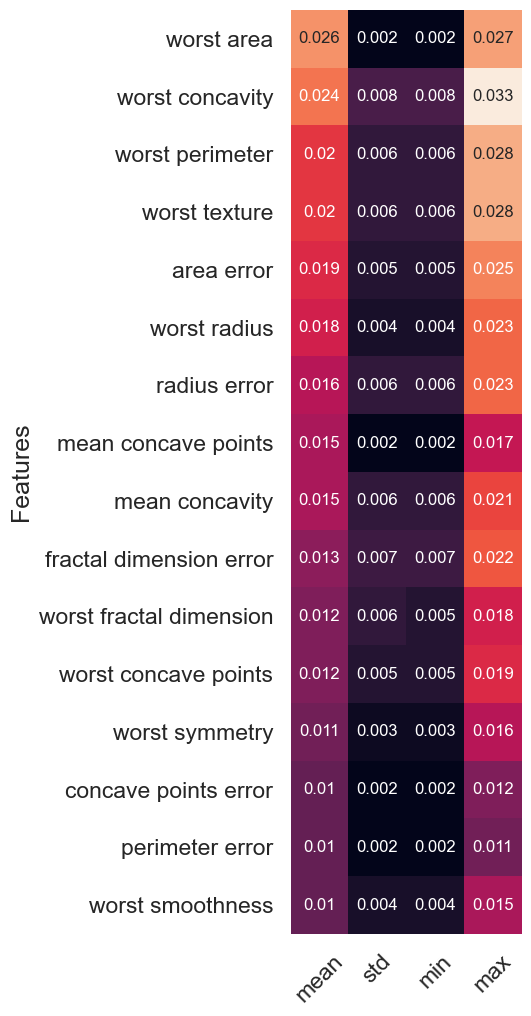 Features
worst area 0.026 0.002 0.002 0.027
worst concavity 0.024 0.008 0.008 0.033
worst perimeter 0.02 0.006 0.006 0.028
worst texture 0.02 0.006 0.006 0.028
area error 0.019 0.005 0.005 0.025
worst radius 0.018 0.004 0.004 0.023
radius error 0.016 0.006 0.006 0.023
mean concave points 0.015 0.002 0.002 0.017
mean concavity 0.015 0.006 0.006 0.021
fractal dimension error 0.013 0.007 0.007 0.022
worst fractal dimension 0.012 0.006 0.005 0.018
worst concave points 0.012 0.005 0.005 0.019
worst symmetry 0.011 0.003 0.003 0.016
concave points error 0.01 0.002 0.002 0.012
perimeter error 0.01 0.002 0.002 0.011
worst smoothness 0.01 0.004 0.004 0.015
mean std min max